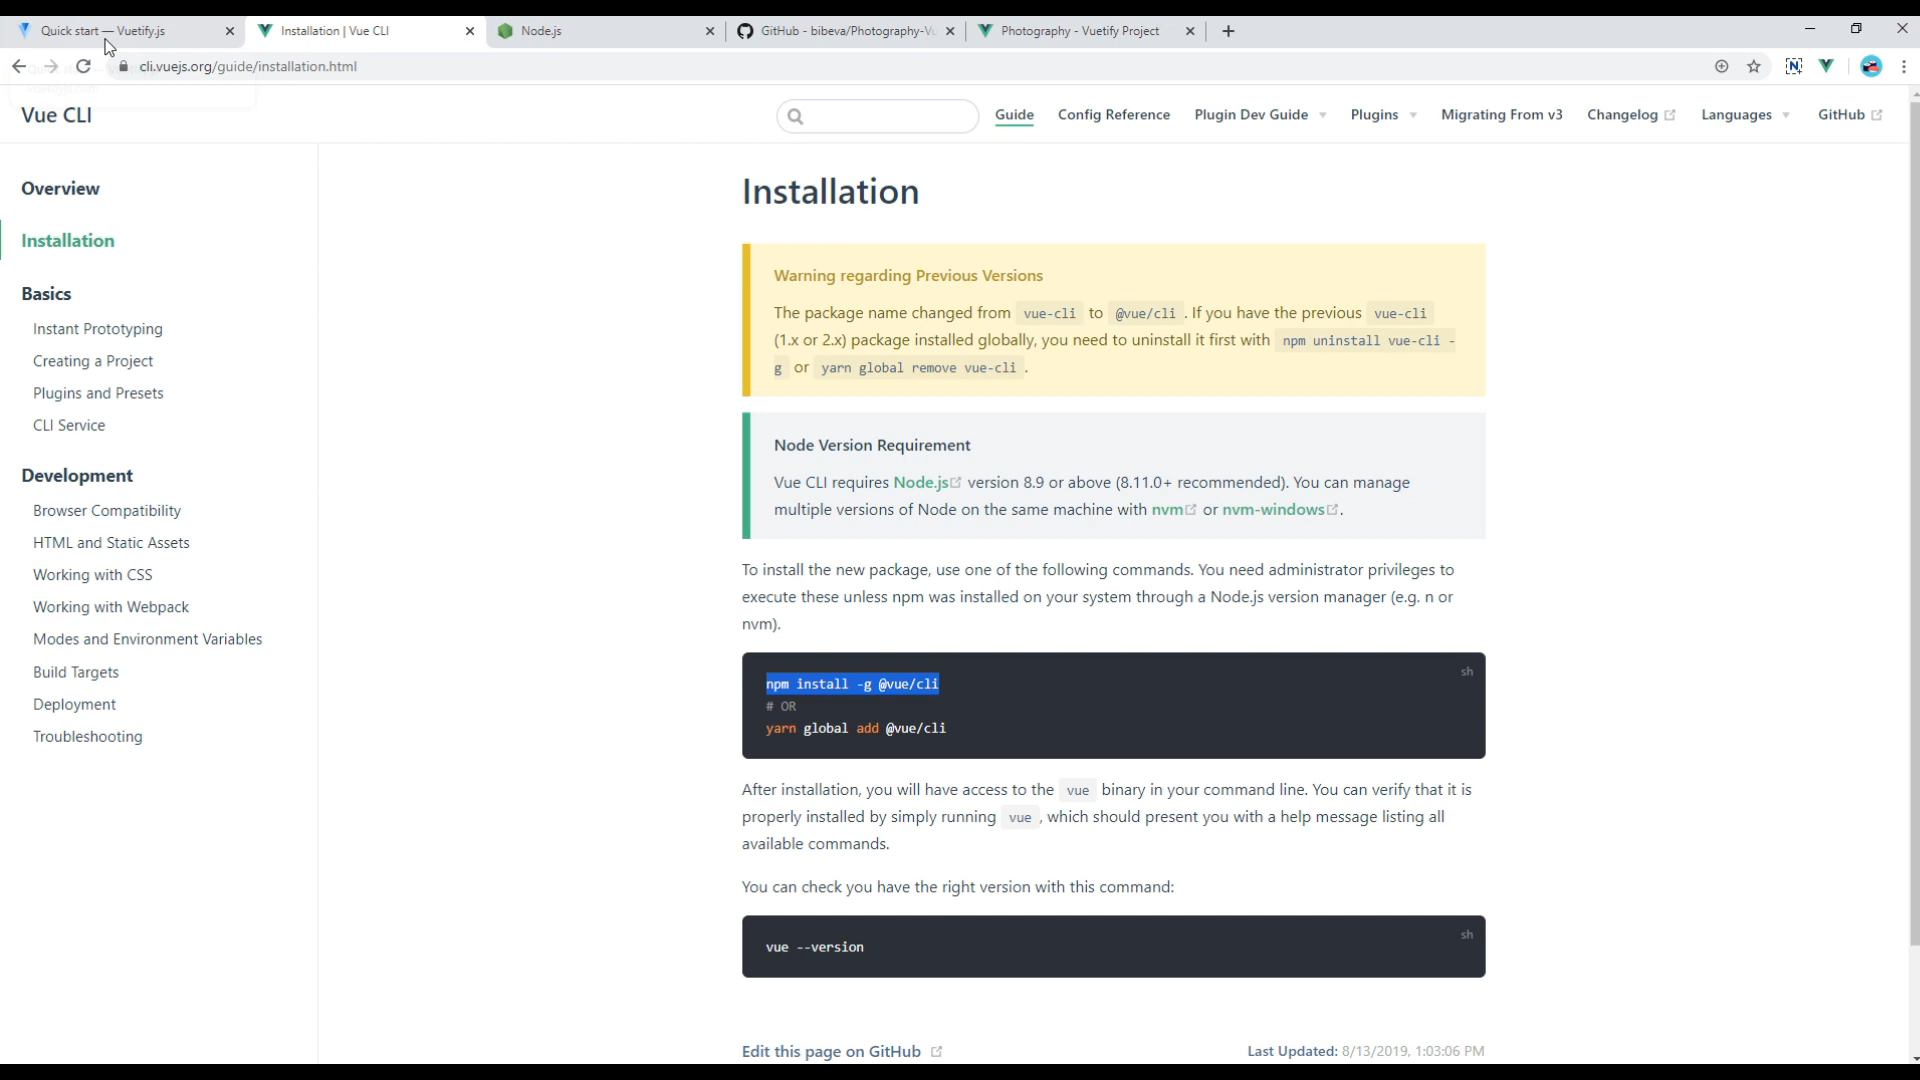 Quick start — Vuetify.js
Installation | Vue CLI
Node.js
GitHub - bibeva/Photography-Vu
Photography - Vuetify Project
cli.vuejs.org/guide/installation.html
Vue CLI
Guide
Config Reference
Plugin Dev Guide
Plugins
Migrating From v3
Changelog
Languages
GitHub
Overview
Installation
Basics
Instant Prototyping
Creating a Project
Plugins and Presets
CLI Service
Development
Browser Compatibility
HTML and Static Assets
Working with CSS
Working with Webpack
Modes and Environment Variables
Build Targets
Deployment
Troubleshooting
Installation
Warning regarding Previous Versions
The package name changed from vue-cli to @vue/cli . If you have the previous vue-cli
(1.x or 2.x) package installed globally, you need to uninstall it first with npm uninstall vue-cli -
g or yarn global remove vue-cli .
Node Version Requirement
Vue CLI requires Node.js version 8.9 or above (8.11.0+ recommended). You can manage
multiple versions of Node on the same machine with nvm or nvm-windows.
To install the new package, use one of the following commands. You need administrator privileges to
execute these unless npm was installed on your system through a Node.js version manager (e.g. n or
nvm).
sh
npm install -g @vue/cli
# OR
yarn global add @vue/cli
After installation, you will have access to the vue binary in your command line. You can verify that it is
properly installed by simply running vue , which should present you with a help message listing all
available commands.
You can check you have the right version with this command:
sh
vue --version
Edit this page on GitHub
Last Updated: 8/13/2019, 1:03:06 PM